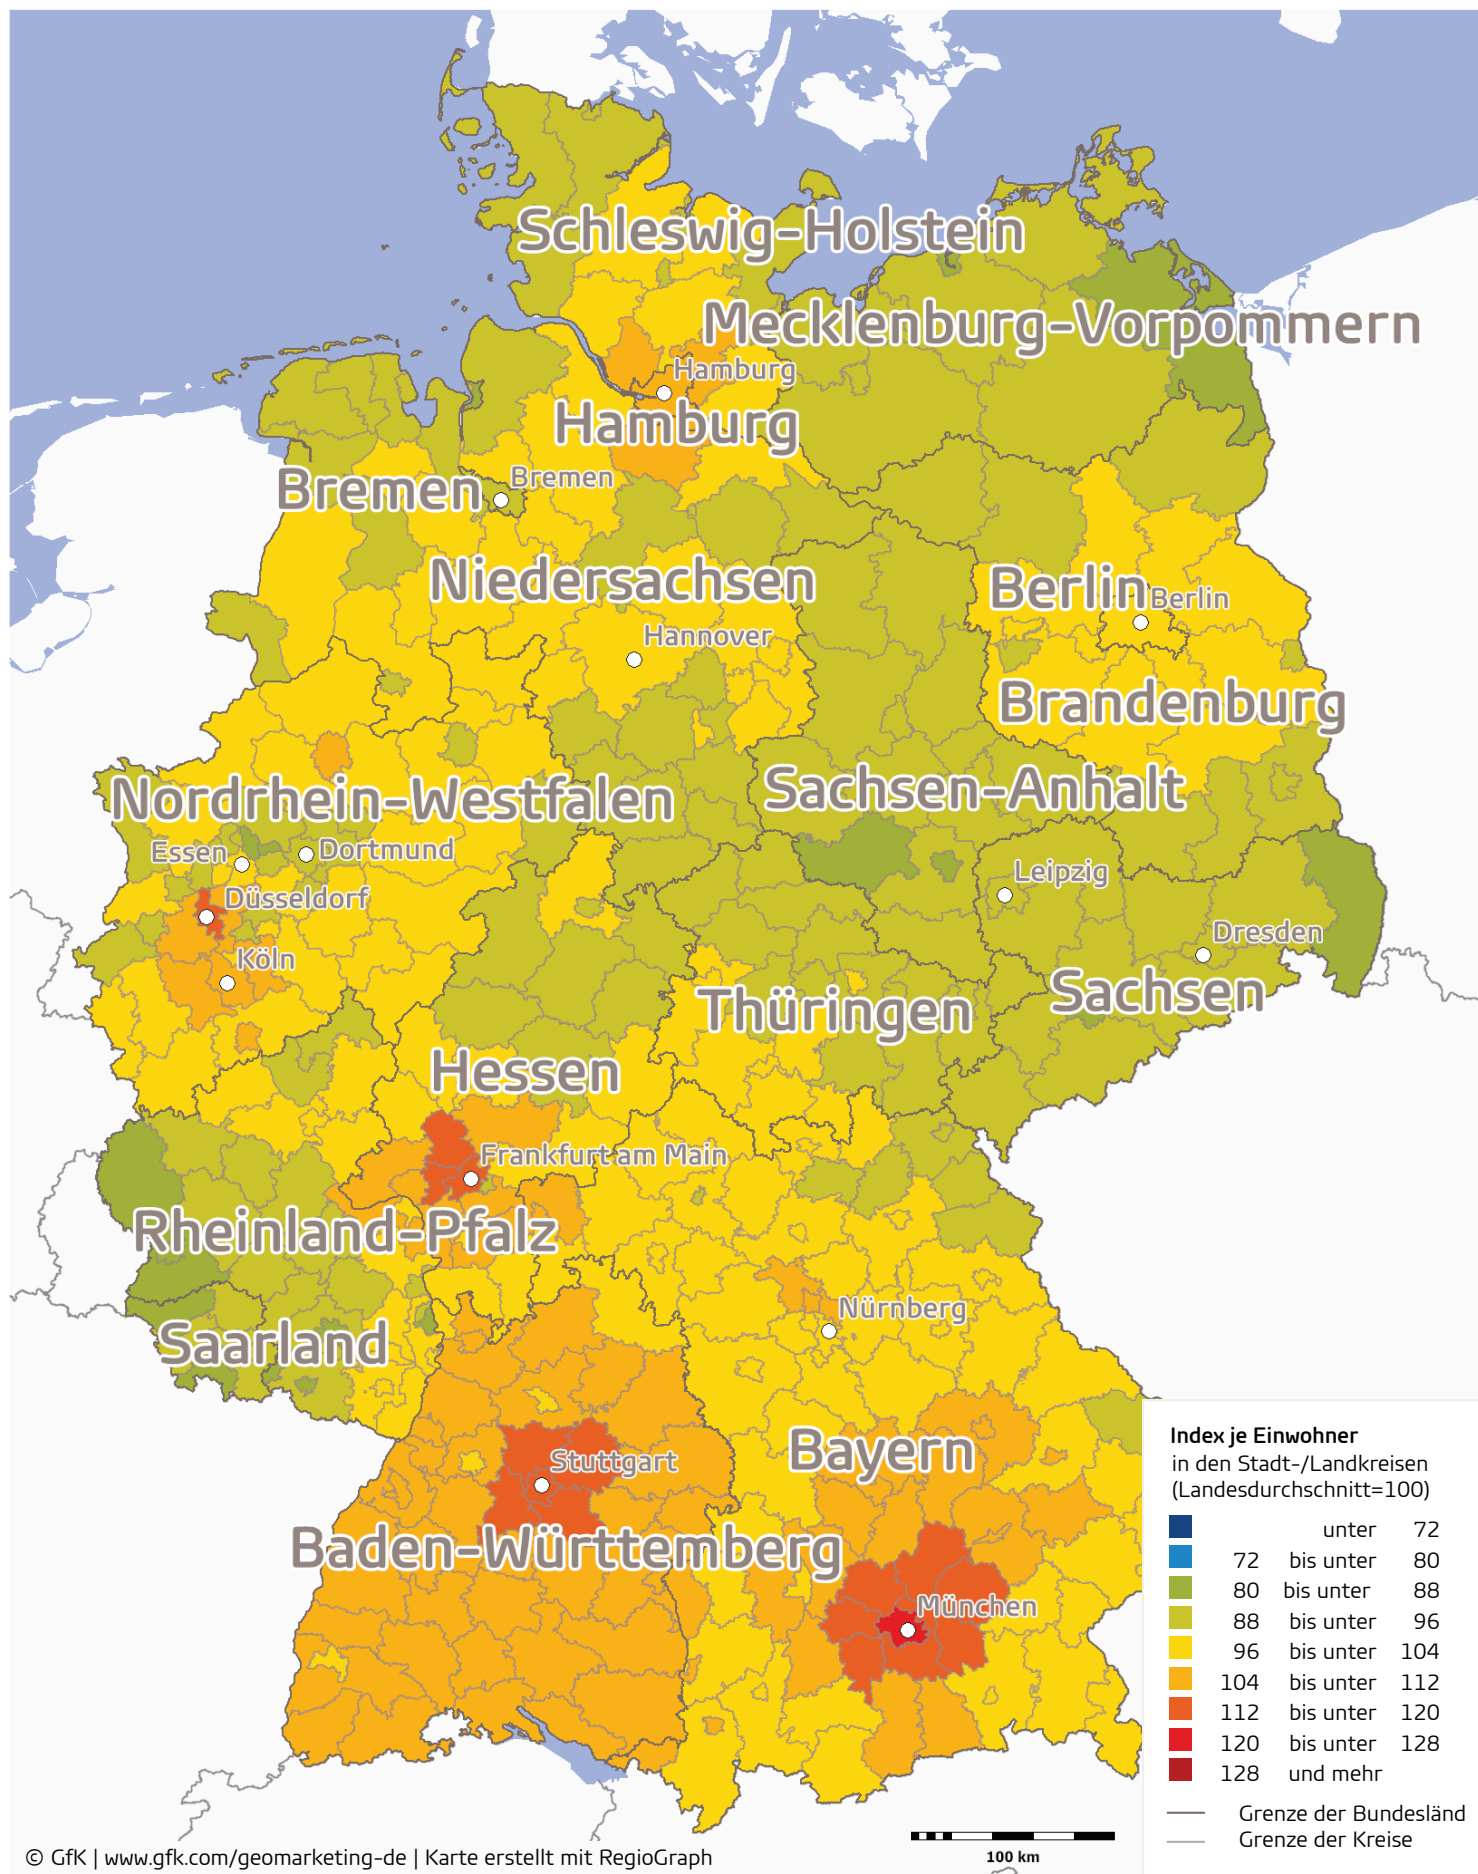 Schleswig-Holstein
Mecklenburg-Vorpommern
Hamburg
Hamburg
Bremen
Bremen
Niedersachsen
Berlin
Berlin
Hannover
Brandenburg
Nordrhein-Westfalen
Sachsen-Anhalt
Essen
Dortmund
Leipzig
Düsseldorf
Dresden
Köln
Sachsen
Thüringen
Hessen
Frankfurt am Main
Rheinland-Pfalz
Nürnberg
Saarland
Bayern
Stuttgart
Baden-Württemberg
München
Index je Einwohner
in den Stadt-/Landkreisen
(Landesdurchschnitt=100)
unter 72
72 bis unter 80
80 bis unter 88
88 bis unter 96
96 bis unter 104
104 bis unter 112
112 bis unter 120
120 bis unter 128
128 und mehr
Grenze der Bundesländ
Grenze der Kreise
100 km
© GfK | www.gfk.com/geomarketing-de | Karte erstellt mit RegioGraph